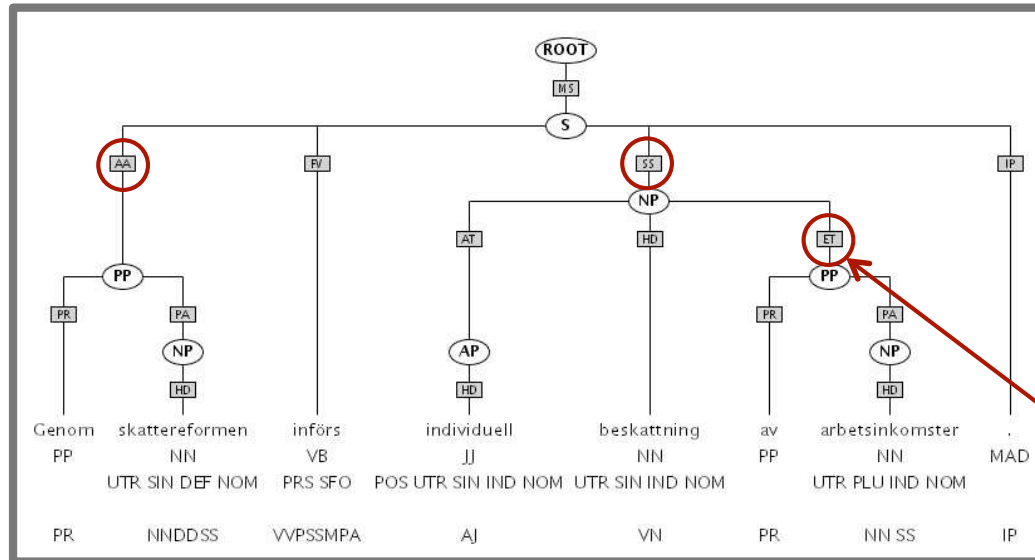 ROOT
MS
S
AA FV SS IP
NP
AT HD ET
PP PP
PR PA PR PA
NP AP NP
HD HD HD
Genom skattereformen införs individuell beskattning av arbetsinkomster .
PP NN VB JJ NN PP NN MAD
UTR SIN DEF NOM PRS SFO POS UTR SIN IND NOM UTR SIN IND NOM UTR PLU IND NOM
PR NNDDSS VVPSSMPA AJ VN PR NN SS IP